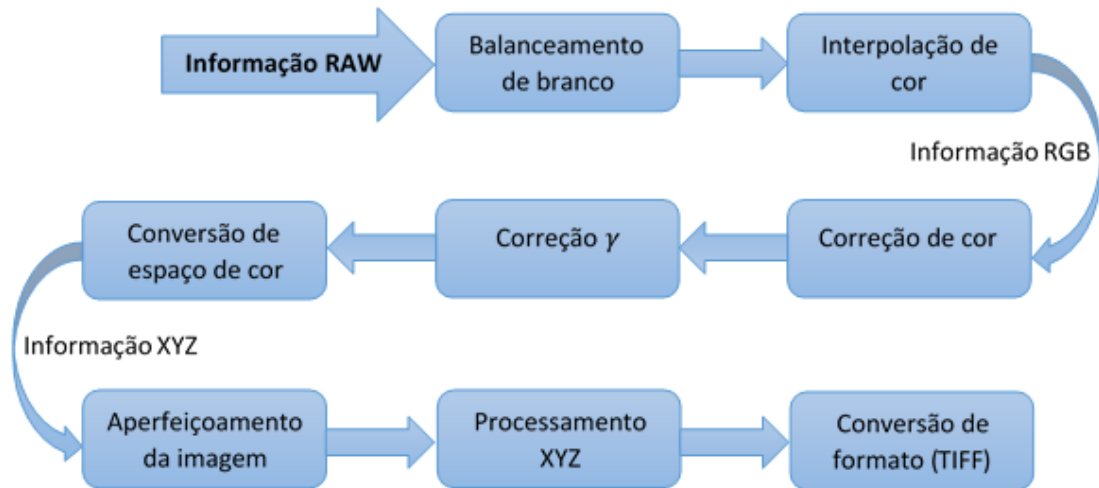 Informação RAW
Balanceamento
de branco
Interpolação de
cor
Informação RGB
Correção de cor
Correção γ
Conversão de
espaço de cor
Informação XYZ
Aperfeiçoamento
da imagem
Processamento
XYZ
Conversão de
formato (TIFF)